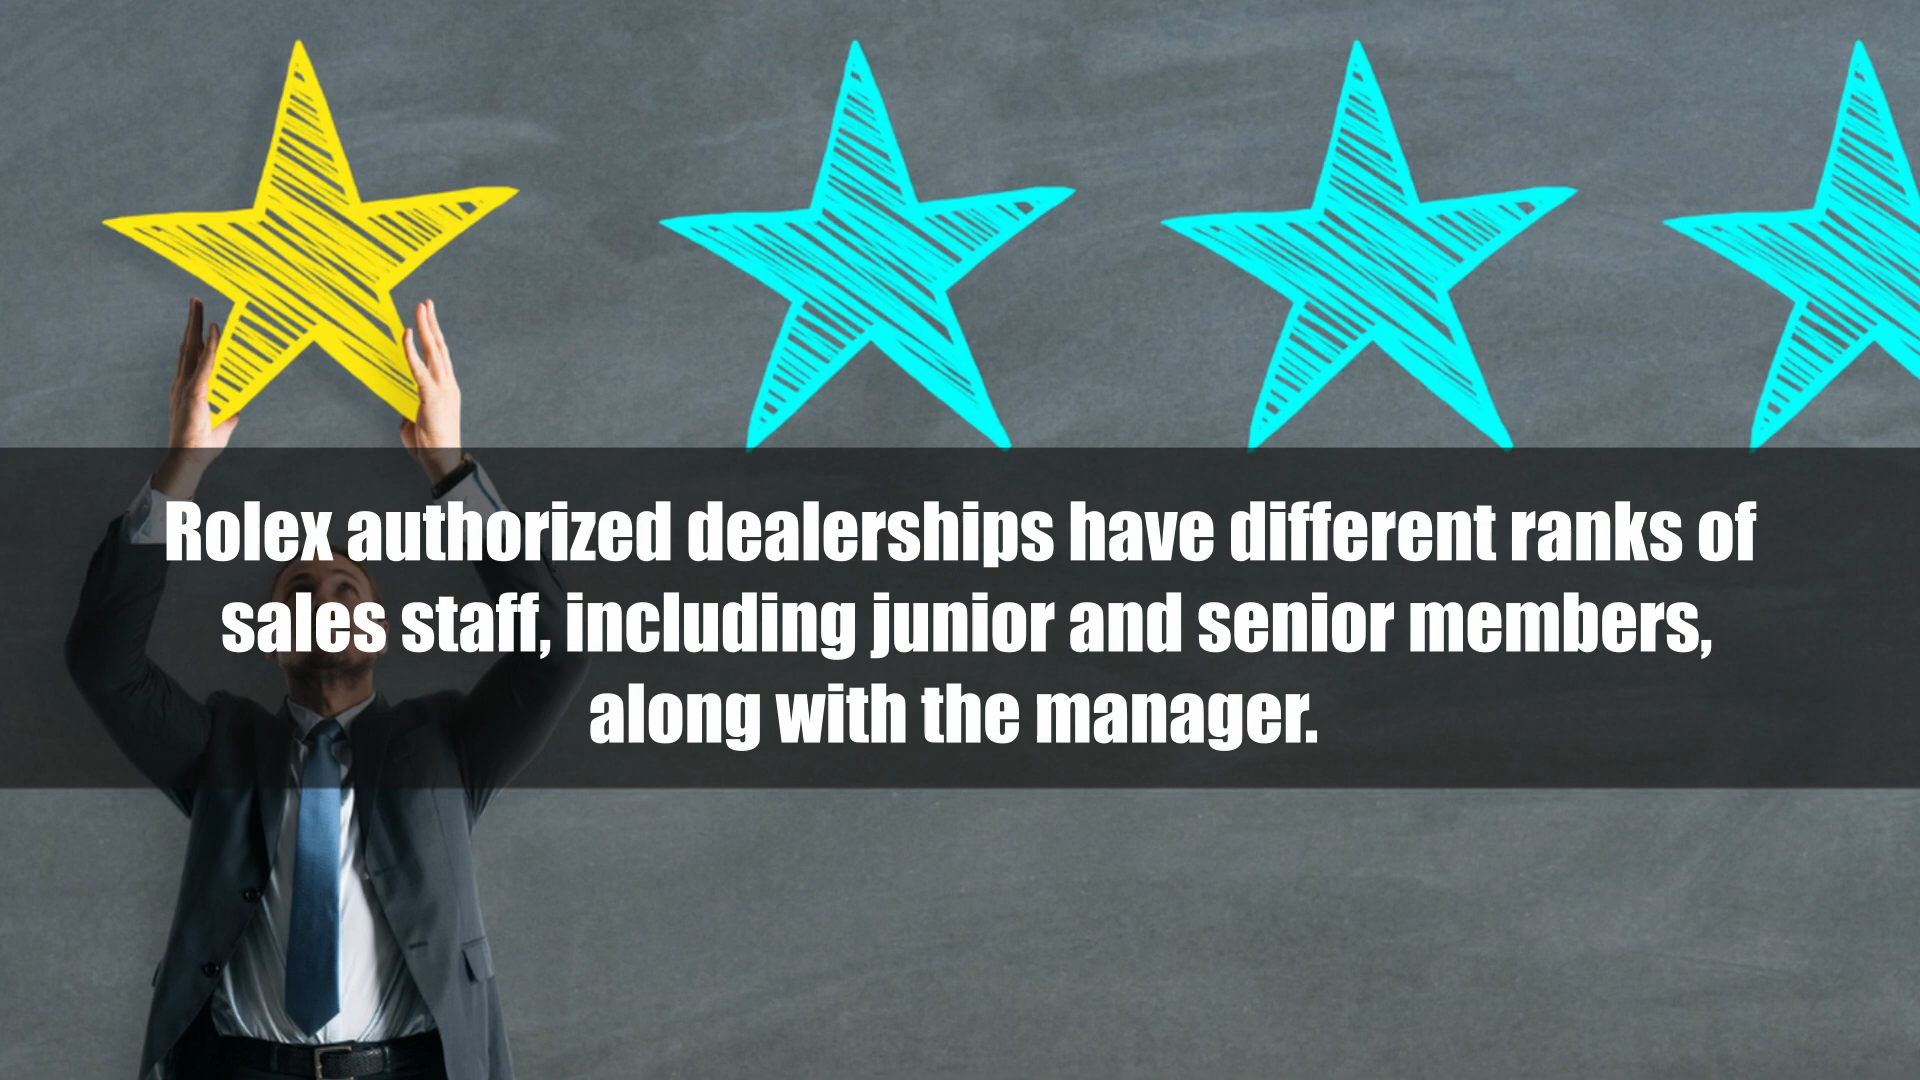 Rolex authorized dealerships have different ranks of
sales staff, including junior and senior members,
along with the manager.